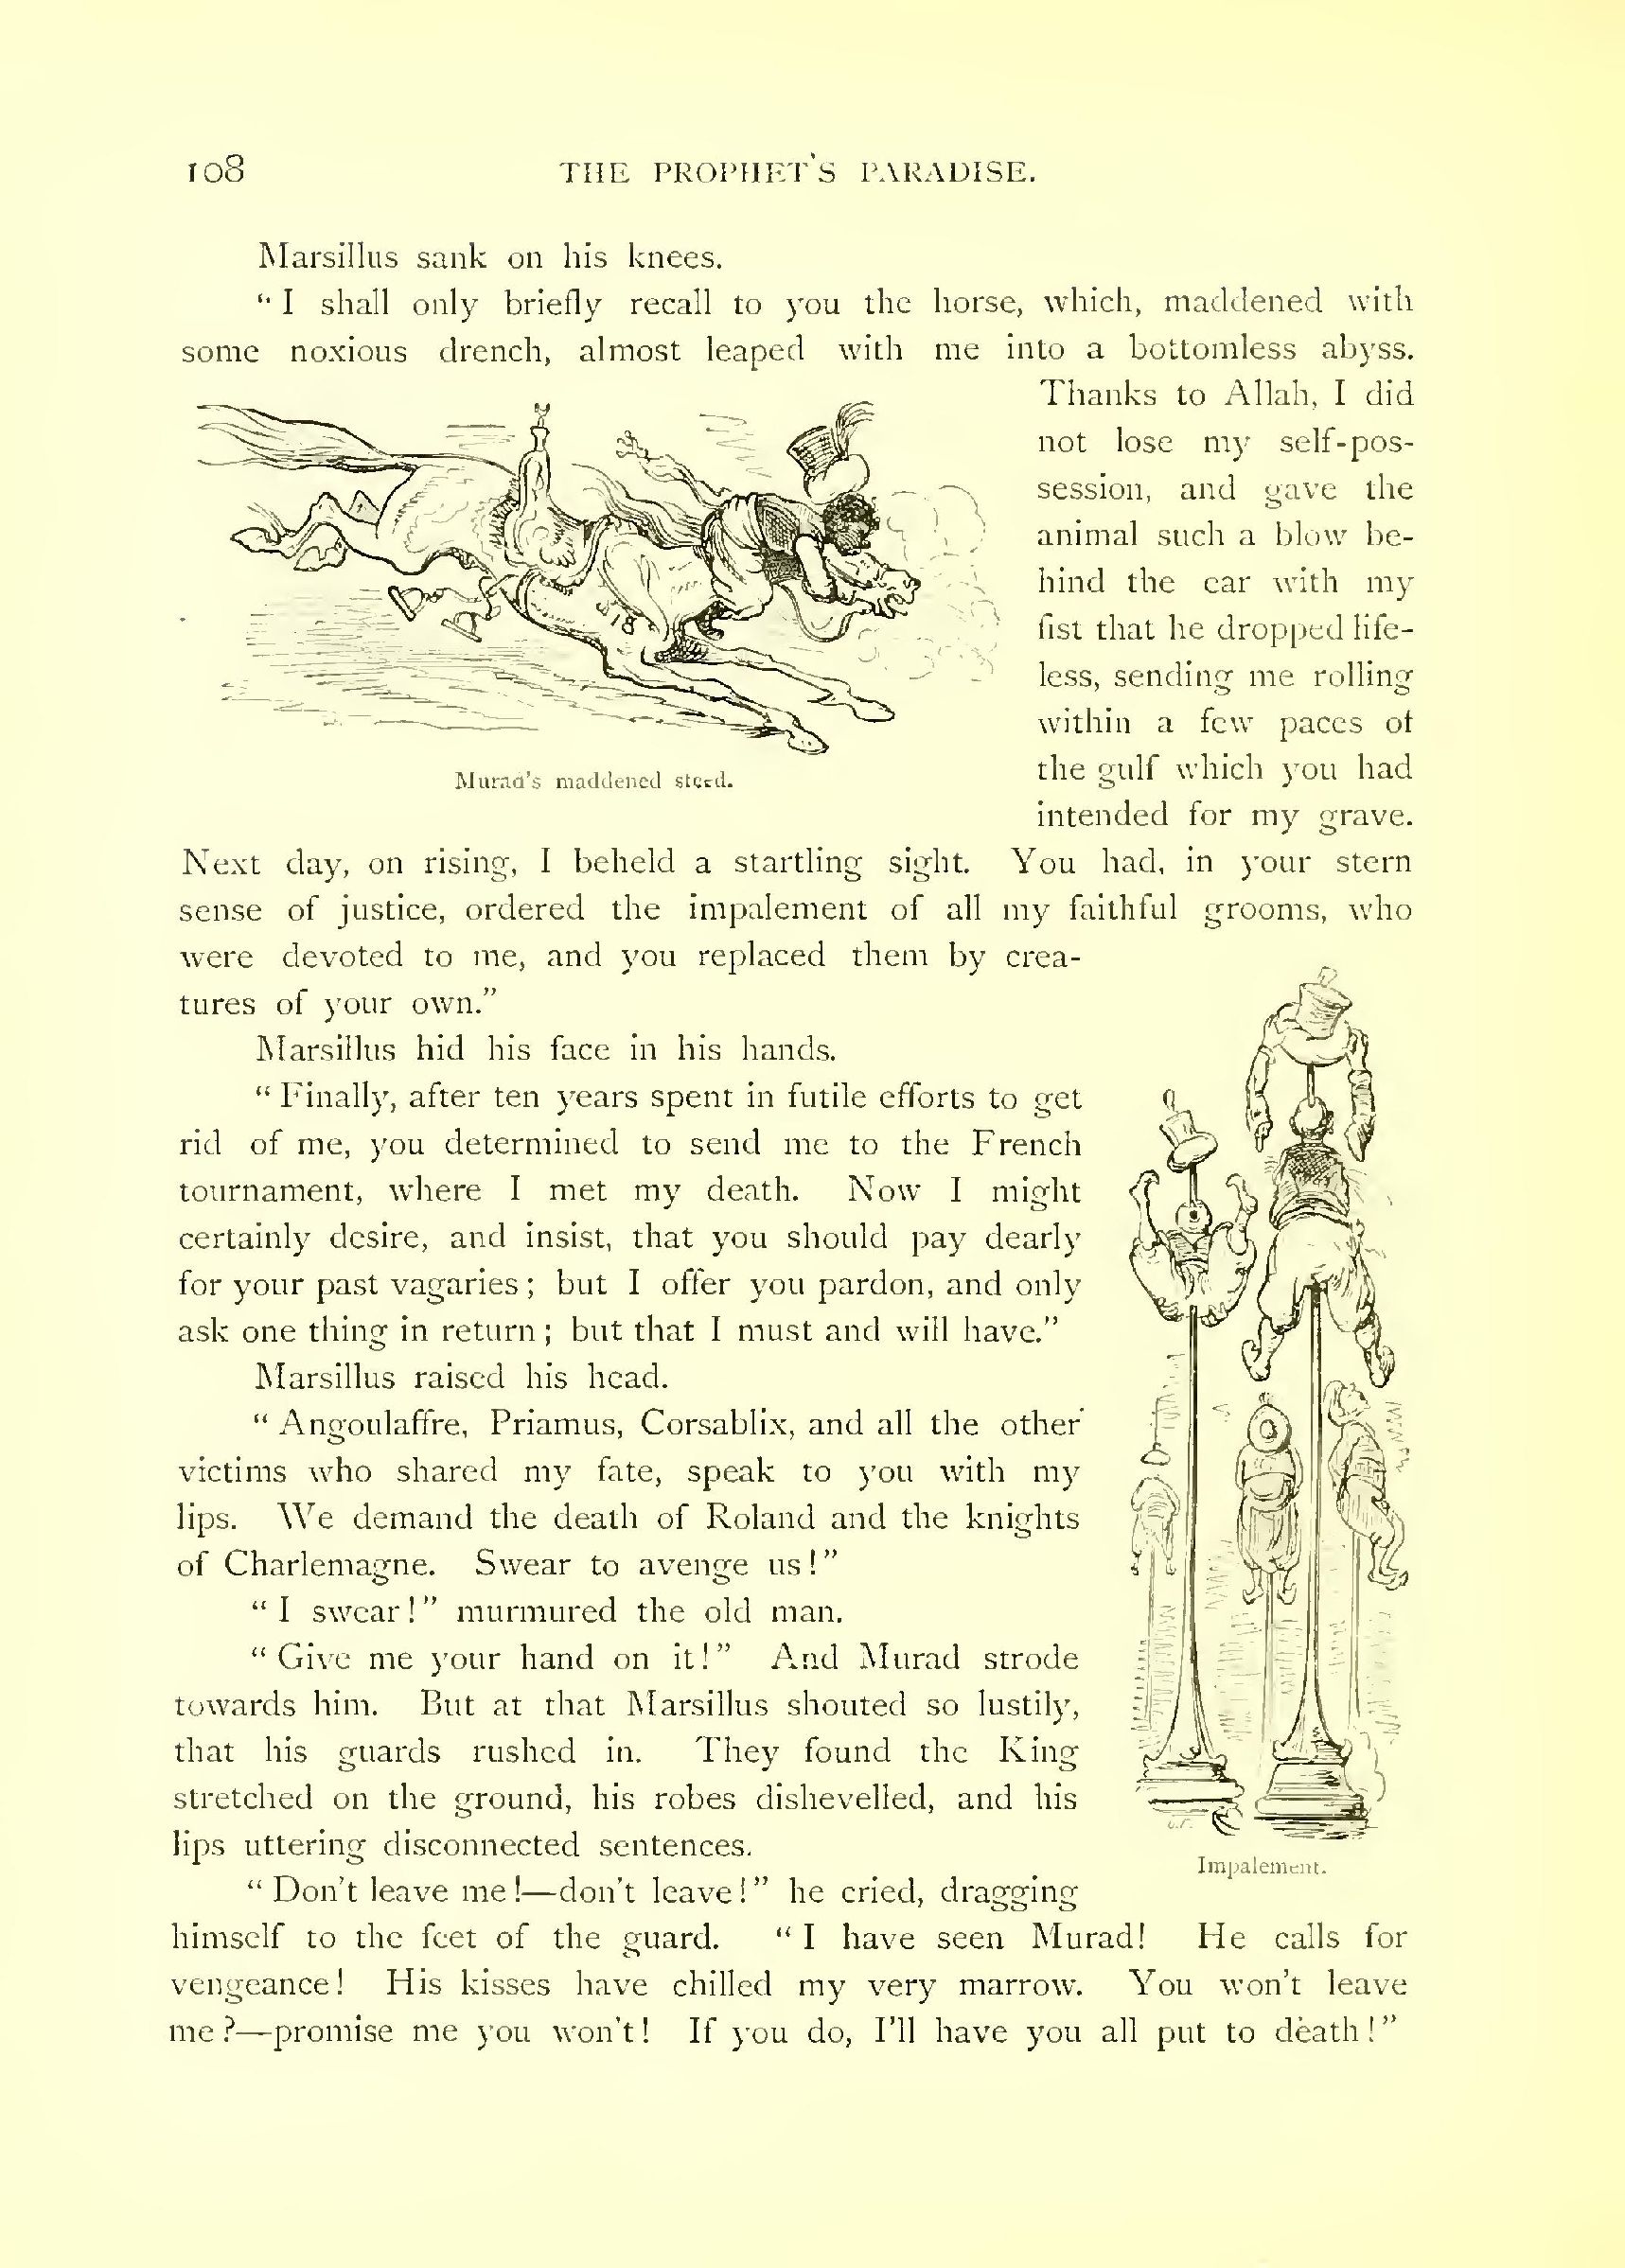 108 THE PROPHET'S PARADISE.
Marsillus sank on his knees.
“ I shall only briefly recall to you the horse, which, maddened with
some noxious drench, almost leaped with me into a bottomless abyss.
Thanks to Allah, I did
not lose my self-pos-
session, and gave the
animal such a blow be-
hind the ear with my
fist that he dropped life-
less, sending me rolling
within a few paces of
the gulf which you had
intended for my grave.
Murad's maddened steed.
Next day, on rising, I beheld a startling sight. You had, in your stern
sense of justice, ordered the impalement of all my faithful grooms, who
were devoted to me, and you replaced them by crea-
tures of your own.”
Marsillus hid his face in his hands.
“ Finally, after ten years spent in futile efforts to get
rid of me, you determined to send me to the French
tournament, where I met my death. Now I might
certainly desire, and insist, that you should pay dearly
for your past vagaries ; but I offer you pardon, and only
ask one thing in return ; but that I must and will have.”
Marsillus raised his head.
“ Angoulaffre, Priamus, Corsablix, and all the other
victims who shared my fate, speak to you with my
lips. We demand the death of Roland and the knights
of Charlemagne. Swear to avenge us!”
“ I swear!” murmured the old man.
“ Give me your hand on it!” And Murad strode
towards him. But at that Marsillus shouted so lustily,
that his guards rushed in. They found the King
stretched on the ground, his robes dishevelled, and his
lips uttering disconnected sentences.
Impalement.
“ Don't leave me!—don't leave!” he cried, dragging
himself to the feet of the guard. “ I have seen Murad! He calls for
vengeance! His kisses have chilled my very marrow. You won't leave
me ?—promise me you won't! If you do, I'll have you all put to death!”